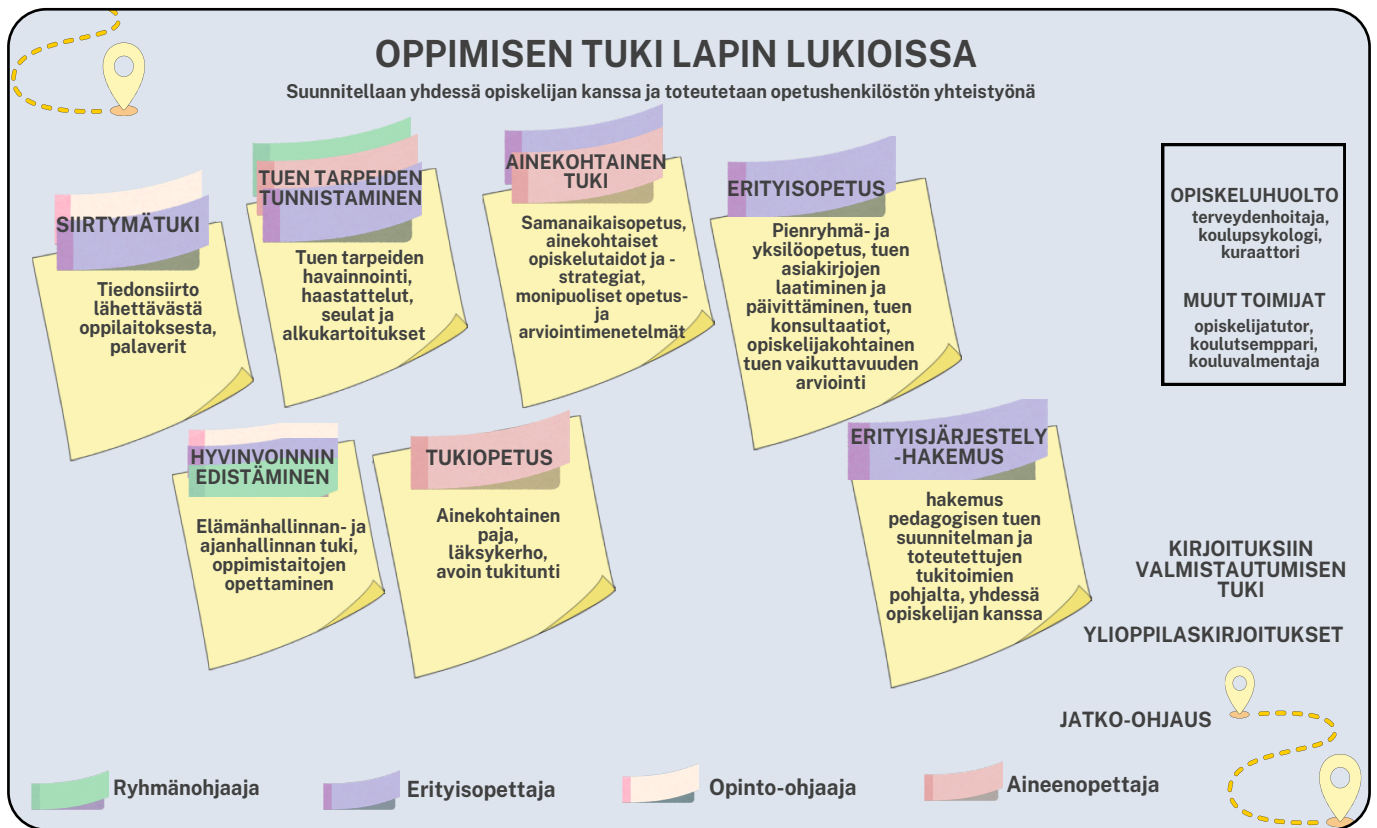 OPPIMISEN TUKI LAPIN LUKIOISSA
Suunnitellaan yhdessä opiskelijan kanssa ja toteutetaan opetushenkilöstön yhteistyönä
SIIRTYMÄTUKI
Tiedonsiirto
lähettävästä
oppilaitoksesta,
palaverit
TUEN TARPEIDEN
TUNNISTAMINEN
Tuen tarpeiden
havainnointi,
haastattelut,
seulat ja
alkukartoitukset
AINEKOHTAINEN
TUKI
Samanaikaisopetus,
ainekohtaiset
opiskelutaidot ja -
strategiat,
monipuoliset opetus-
ja
arviointimenetelmät
ERITYISOPETUS
Pienryhmä- ja
yksilöopetus, tuen
asiakirjojen
laatiminen ja
päivittäminen, tuen
konsultaatiot,
opiskelijakohtainen
tuen vaikuttavuuden
arviointi
OPISKELUHUOLTO
terveydenhoitaja,
koulupsykologi,
kuraattori
MUUT TOIMIJAT
opiskelijatutor,
koulutsemppari,
kouluvalmentaja
HYVINVOINNIN
EDISTÄMINEN
Elämänhallinnan- ja
ajanhallinnan tuki,
oppimistaitojen
opettaminen
TUKIOPETUS
Ainekohtainen
paja,
läksykerho,
avoin tukitunti
ERITYISJÄRJESTELY
-HAKEMUS
hakemus
pedagogisen tuen
suunnitelman ja
toteutettujen
tukitoimien
pohjalta, yhdessä
opiskelijan kanssa
KIRJOITUKSIIN
VALMISTAUTUMISEN
TUKI
YLIOPPILASKIRJOITUKSET
JATKO-OHJAUS
Ryhmänohjaaja
Erityisopettaja
Opinto-ohjaaja
Aineenopettaja